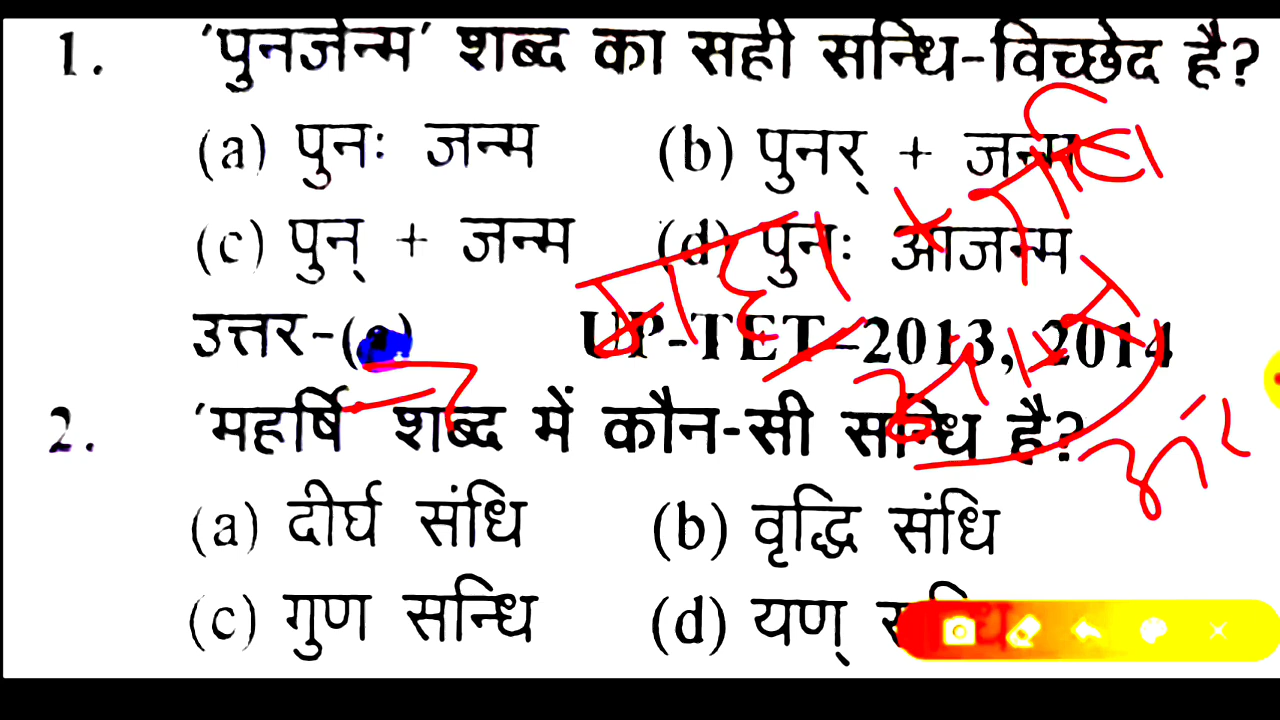 1. 'पुनर्जन्म' शब्द का सही सन्धि-विच्छेद है?
(a) पुनः जन्म (b) पुनर् + जन्म
(c) पुन् + जन्म (d) पुनः आजन्म
उत्तर-(a) UP-TET-2013, 2014
2. 'महर्षि शब्द में कौन-सी सन्धि है?
(a) दीर्घ संधि (b) वृद्धि संधि
(c) गुण सन्धि (d) यण्